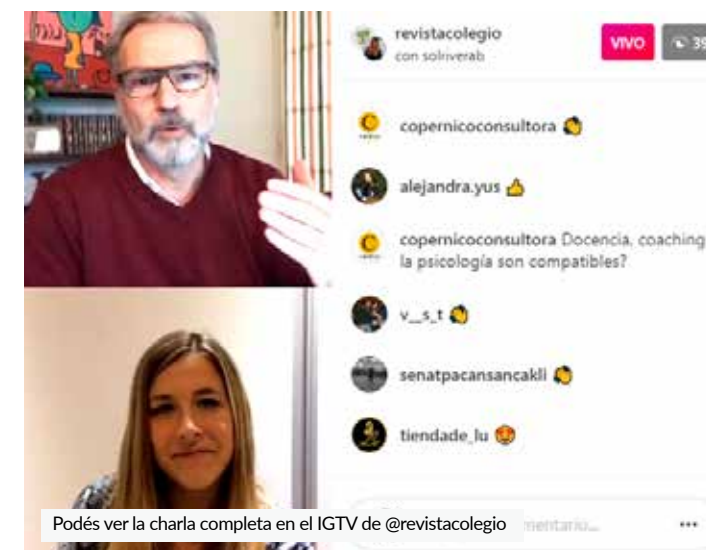 revistacolegio
con solriverab
VIVO
39
copernicoconsultora
alejandra.yus
copernicoconsultora Docencia, coaching
la psicología son compatibles?
v__s_t
senatpacansancakli
tiendade_lu
Podés ver la charla completa en el IGTV de @revistacolegio